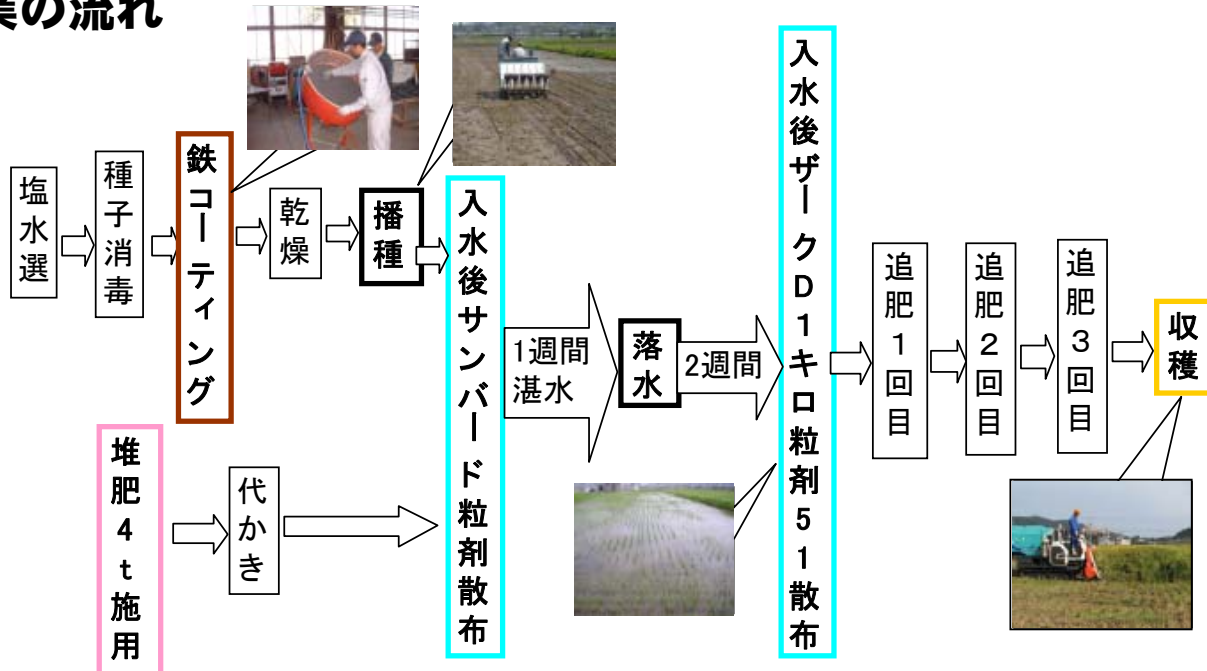 業の流れ
塩水選
種子消毒
鉄コーティング
乾燥
播種
入水後サンバード粒剤散布
1週間
湛水
落水
2週間
入水後ザークD1キロ粒剤51散布
追肥1回目
追肥2回目
追肥3回目
収穫
堆肥4t施用
代かき